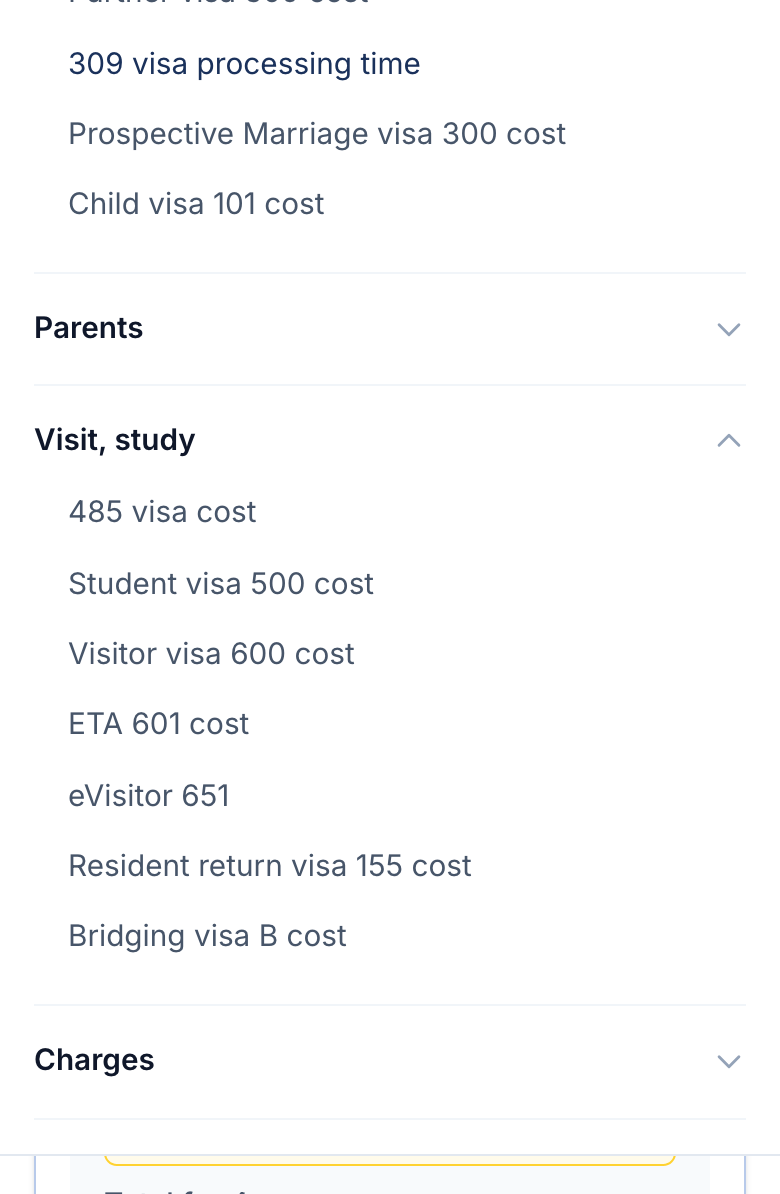 309 visa processing time
Prospective Marriage visa 300 cost
Child visa 101 cost
Parents
Visit, study
485 visa cost
Student visa 500 cost
Visitor visa 600 cost
ETA 601 cost
eVisitor 651
Resident return visa 155 cost
Bridging visa B cost
Charges